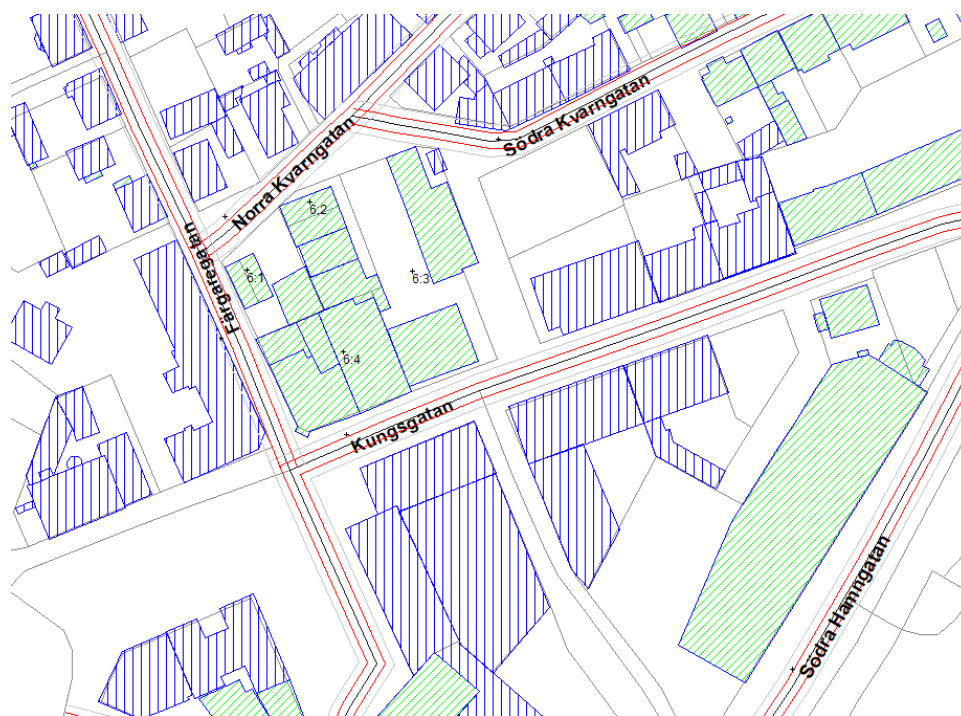 Södra Kvarngatan
Norra Kvarngatan
6:2
Färgaregatan
6:1
6:3
6:4
Kungsgatan
Södra Hamngatan